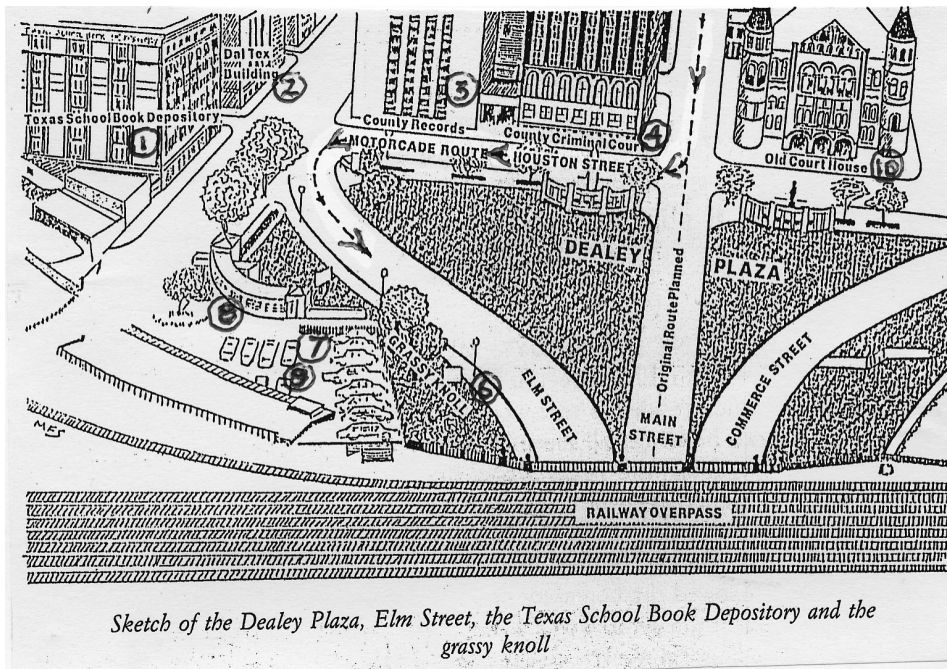 Dal Tex
Building
2
3
Texas School Book Depository
1
County Records
County Criminal Cour
4
MOTORCADE ROUTE
HOUSTON STREET
Old Court House
10
DEALEY
PLAZA
Original Route Planned
8
7
9
GRASSY KNOLL
6
ELM STREET
MAIN
STREET
COMMERCE STREET
MFS
RAILWAY OVERPASS
Sketch of the Dealey Plaza, Elm Street, the Texas School Book Depository and the
grassy knoll